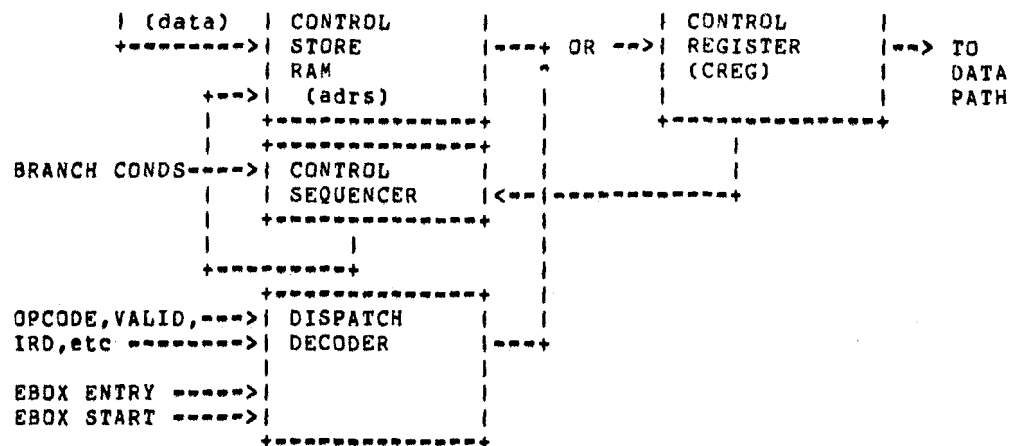 (data) CONTROL CONTROL
STORE OR REGISTER TO
RAM (CREG) DATA
(adrs) PATH
BRANCH CONDS CONTROL
SEQUENCER
OPCODE,VALID, DISPATCH
IRD,etc DECODER
EBOX ENTRY
EBOX START